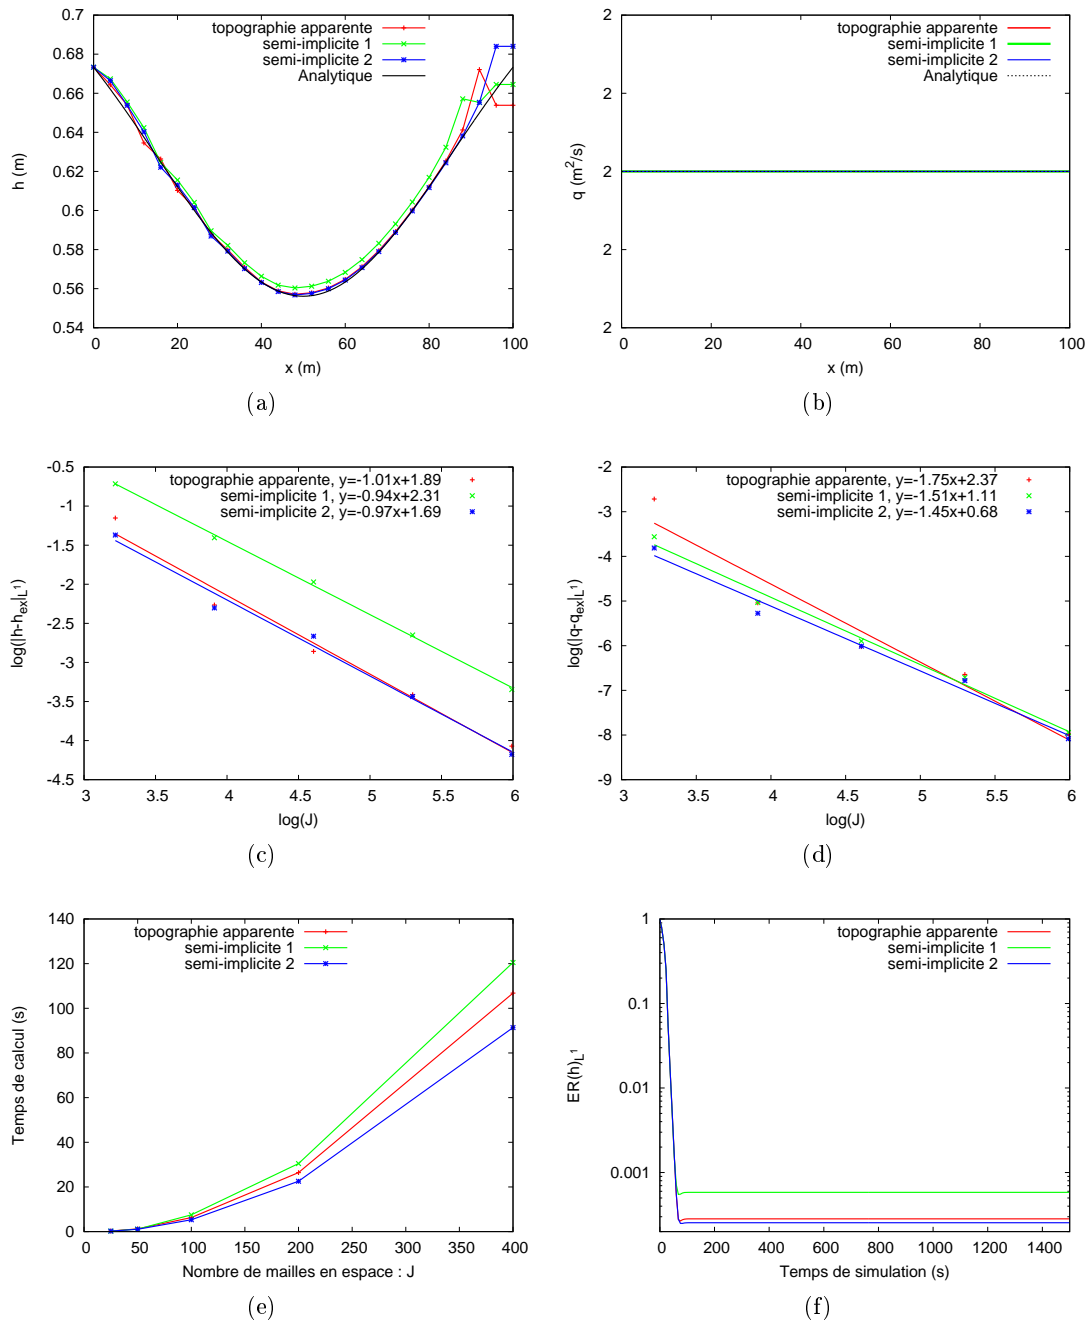 topographie apparente
semi-implicite 1
semi-implicite 2
Analytique
0.7
0.68
0.66
0.64
0.62
0.6
0.58
0.56
0.54
h (m)
0 20 40 60 80 100
x (m)
(a)
topographie apparente
semi-implicite 1
semi-implicite 2
Analytique
2
2
2
2
2
q (m²/s)
0 20 40 60 80 100
x (m)
(b)
topographie apparente, y=-1.01x+1.89
semi-implicite 1, y=-0.94x+2.31
semi-implicite 2, y=-0.97x+1.69
-0.5
-1
-1.5
-2
-2.5
-3
-3.5
-4
-4.5
log(|h-hex|L¹)
3 3.5 4 4.5 5 5.5 6
log(J)
(c)
topographie apparente, y=-1.75x+2.37
semi-implicite 1, y=-1.51x+1.11
semi-implicite 2, y=-1.45x+0.68
-2
-3
-4
-5
-6
-7
-8
-9
log(|q-qex|L¹)
3 3.5 4 4.5 5 5.5 6
log(J)
(d)
topographie apparente
semi-implicite 1
semi-implicite 2
140
120
100
80
60
40
20
0
Temps de calcul (s)
0 50 100 150 200 250 300 350 400
Nombre de mailles en espace : J
(e)
topographie apparente
semi-implicite 1
semi-implicite 2
1
0.1
0.01
0.001
ER(h)L¹
0 200 400 600 800 1000 1200 1400
Temps de simulation (s)
(f)